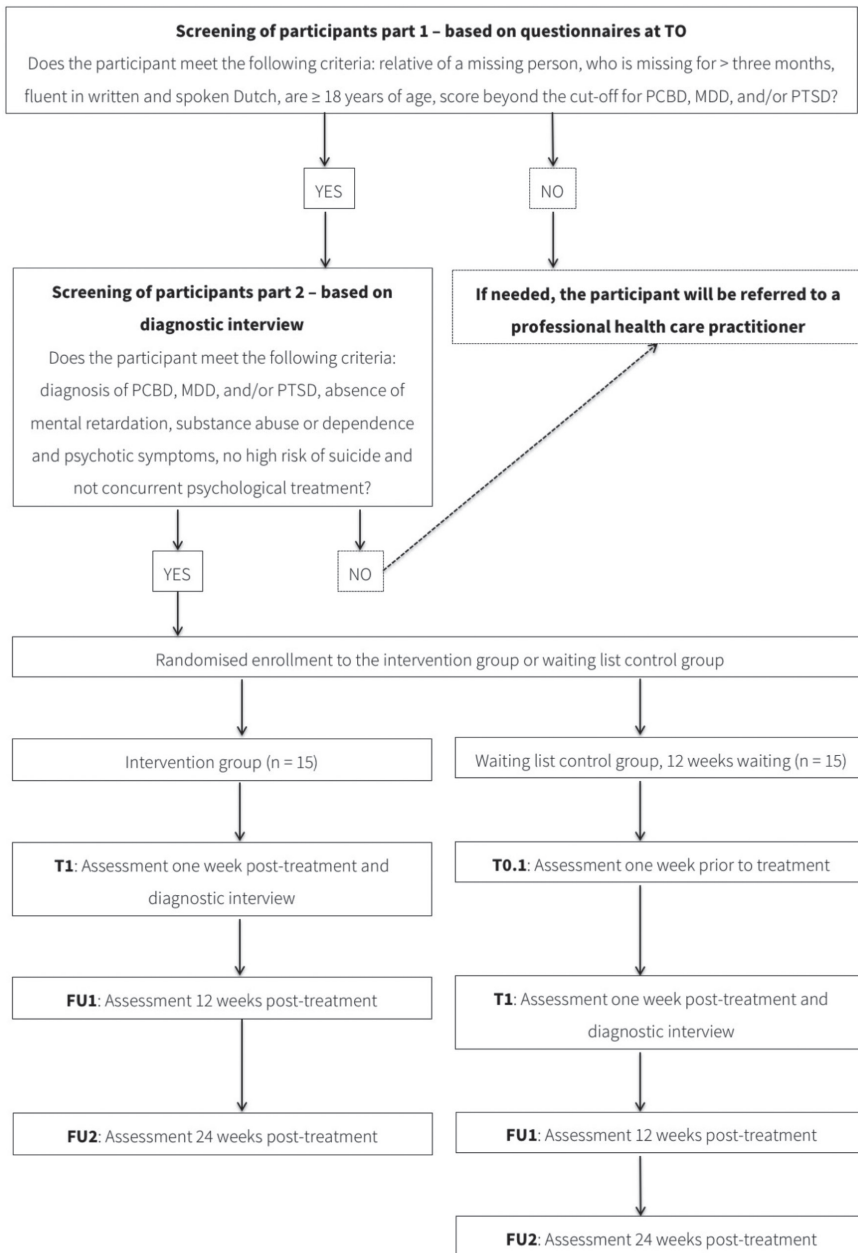 Screening of participants part 1 – based on questionnaires at TO
Does the participant meet the following criteria: relative of a missing person, who is missing for > three months,
fluent in written and spoken Dutch, are ≥ 18 years of age, score beyond the cut-off for PCBD, MDD, and/or PTSD?
YES
NO
Screening of participants part 2 – based on
diagnostic interview
Does the participant meet the following criteria:
diagnosis of PCBD, MDD, and/or PTSD, absence of
mental retardation, substance abuse or dependence
and psychotic symptoms, no high risk of suicide and
not concurrent psychological treatment?
If needed, the participant will be referred to a
professional health care practitioner
YES
NO
Randomised enrollment to the intervention group or waiting list control group
Intervention group (n = 15)
Waiting list control group, 12 weeks waiting (n = 15)
T1: Assessment one week post-treatment and
diagnostic interview
T0.1: Assessment one week prior to treatment
FU1: Assessment 12 weeks post-treatment
T1: Assessment one week post-treatment and
diagnostic interview
FU2: Assessment 24 weeks post-treatment
FU1: Assessment 12 weeks post-treatment
FU2: Assessment 24 weeks post-treatment